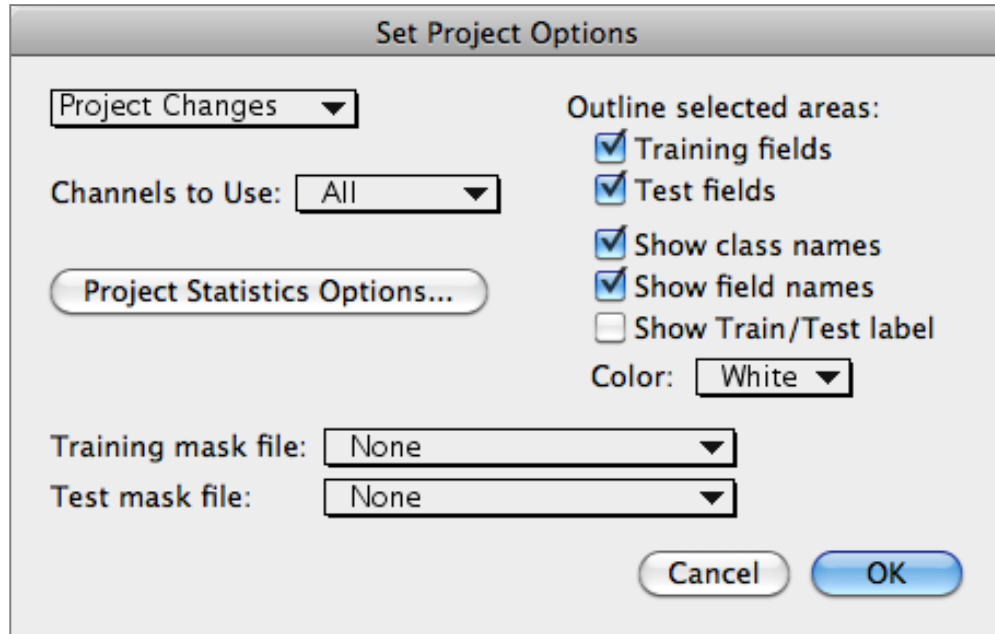 Set Project Options
Project Changes
Channels to Use: All
Project Statistics Options...
Outline selected areas:
Training fields
Test fields
Show class names
Show field names
Show Train/Test label
Color: White
Training mask file: None
Test mask file: None
Cancel OK